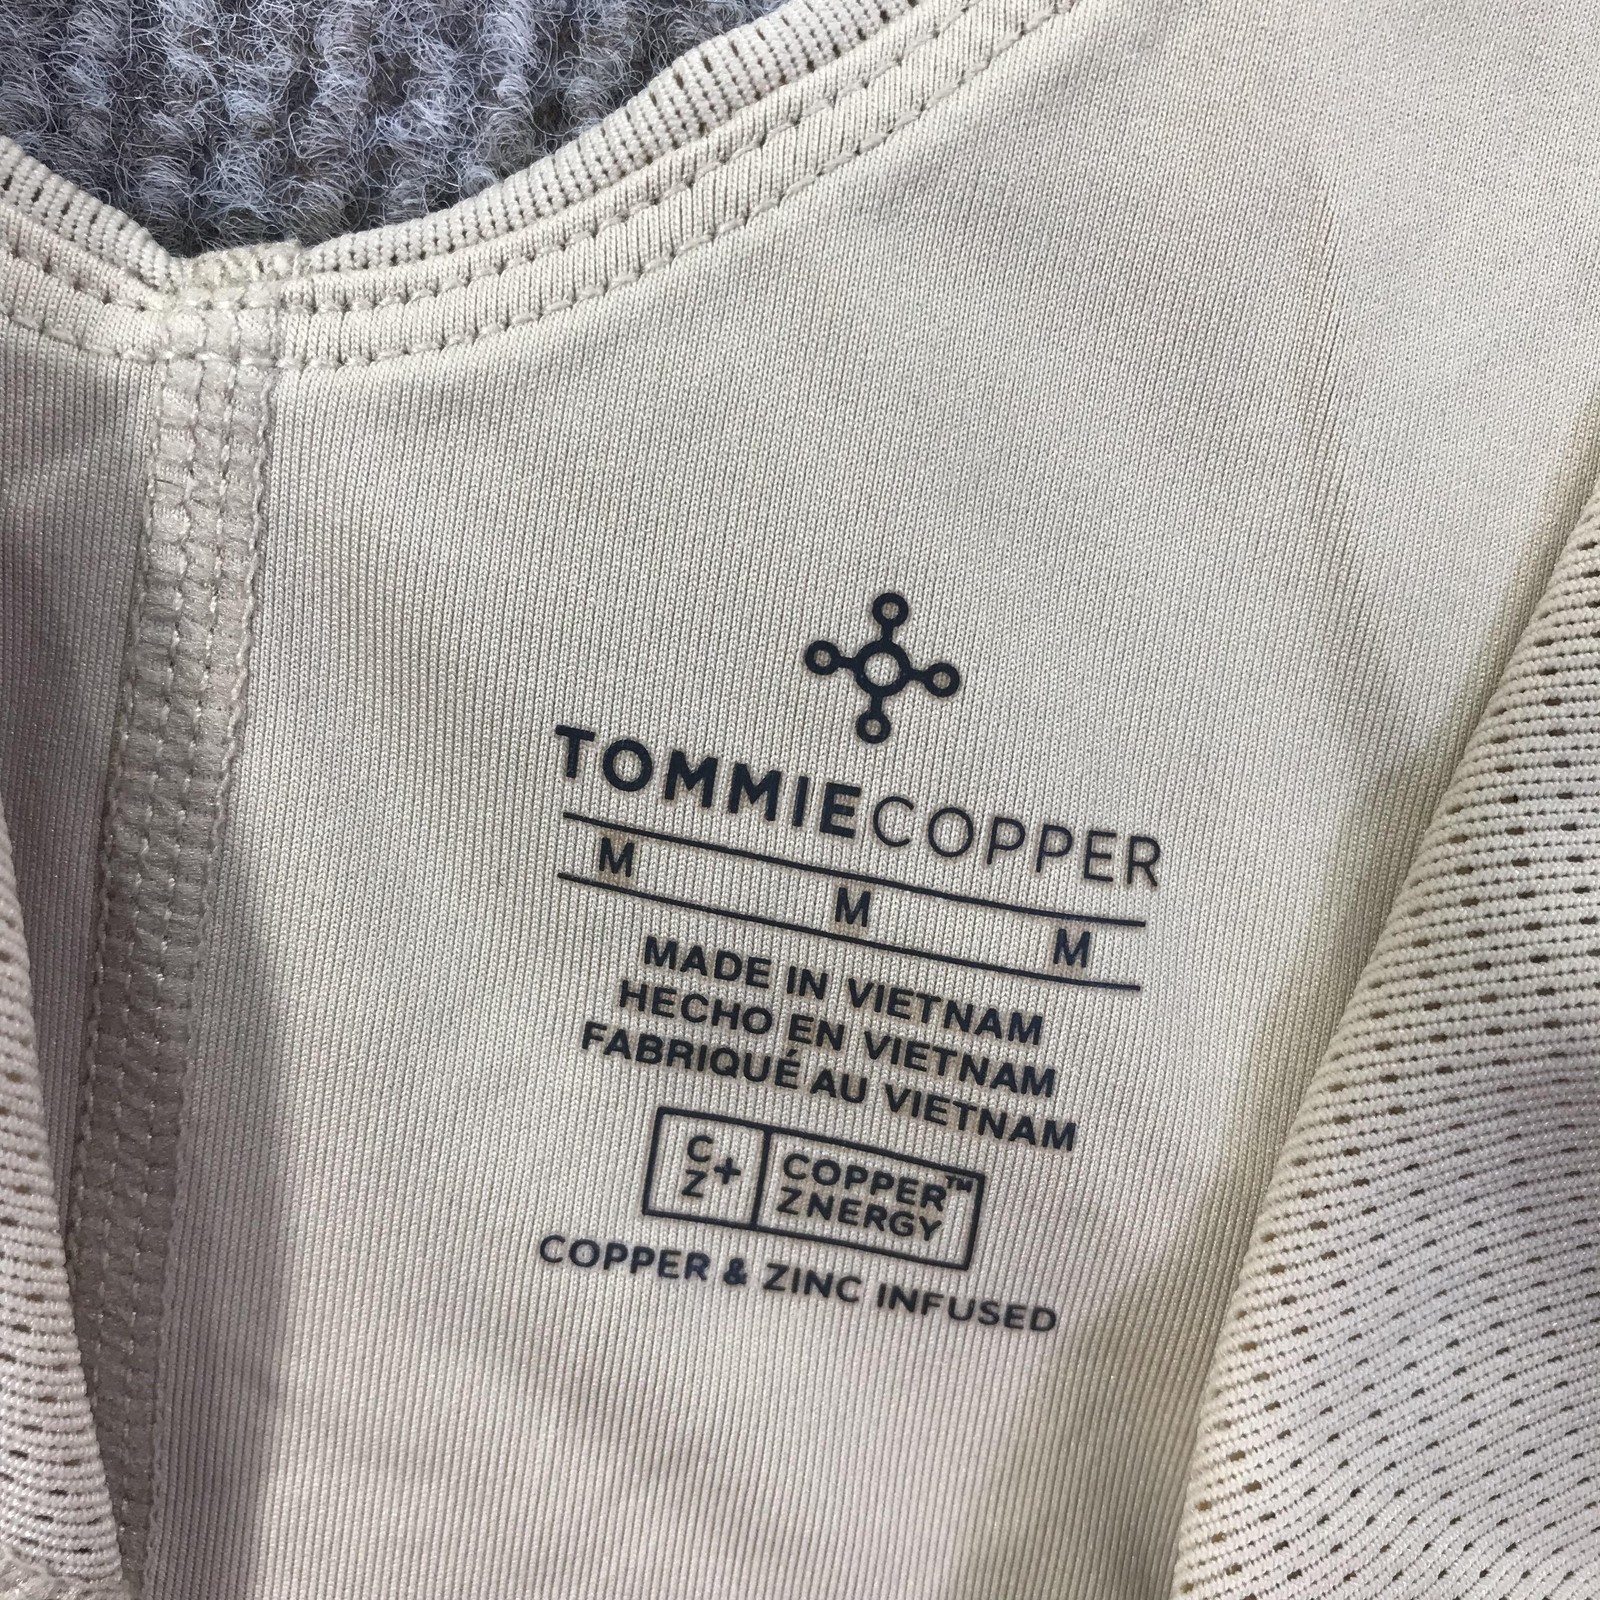 TOMMIECOPPER
M M M
MADE IN VIETNAM
HECHO EN VIETNAM
FABRIQUÉ AU VIETNAM
C
Z+
COPPER™
ZNERGY
COPPER & ZINC INFUSED